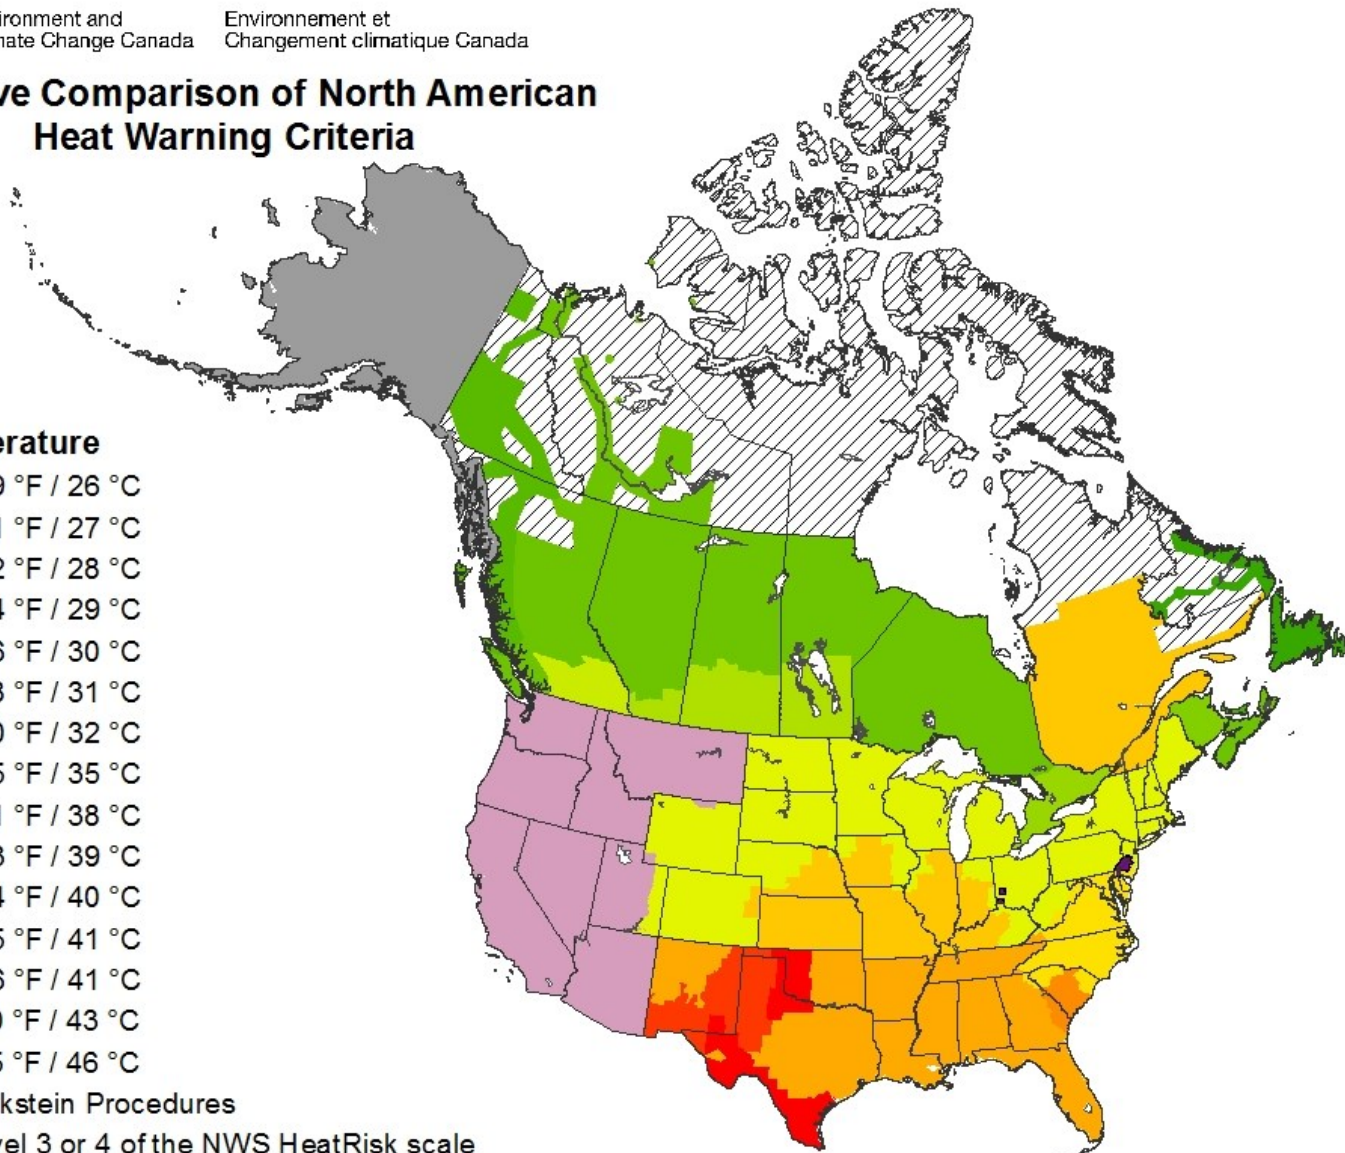 ironment and
nate Change Canada
Environnement et
Changement climatique Canada
ve Comparison of North American
Heat Warning Criteria
erature
9 °F / 26 °C
1 °F / 27 °C
2 °F / 28 °C
4 °F / 29 °C
6 °F / 30 °C
8 °F / 31 °C
0 °F / 32 °C
5 °F / 35 °C
1 °F / 38 °C
3 °F / 39 °C
4 °F / 40 °C
5 °F / 41 °C
6 °F / 41 °C
9 °F / 43 °C
5 °F / 46 °C
kstein Procedures
vel 3 or 4 of the NWS HeatRisk scale